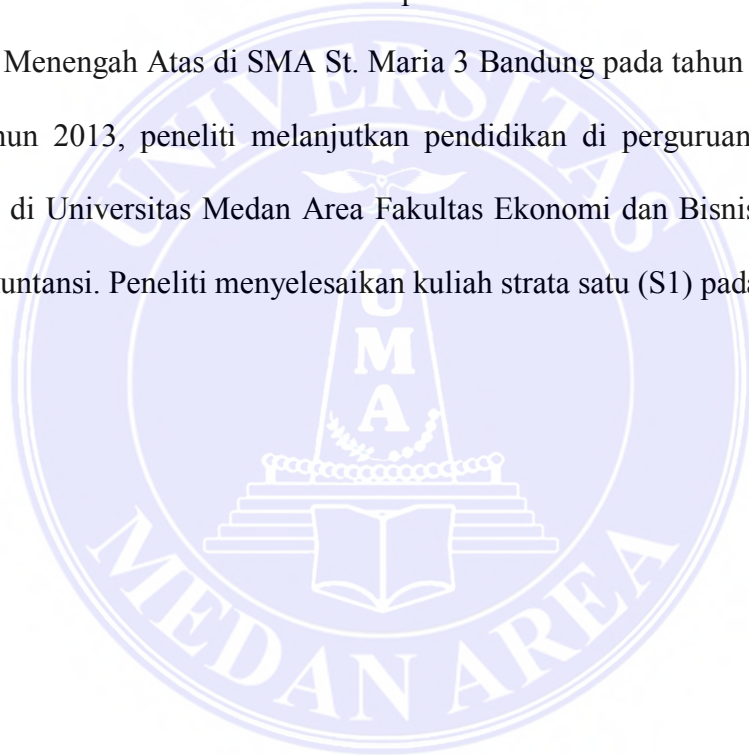 Menengah Atas di SMA St. Maria 3 Bandung pada tahun
2013, peneliti melanjutkan pendidikan di perguruan
di Universitas Medan Area Fakultas Ekonomi dan Bisnis
untansi. Peneliti menyelesaikan kuliah strata satu (S1) pada
UNIVERSITAS
UMA
MEDAN AREA